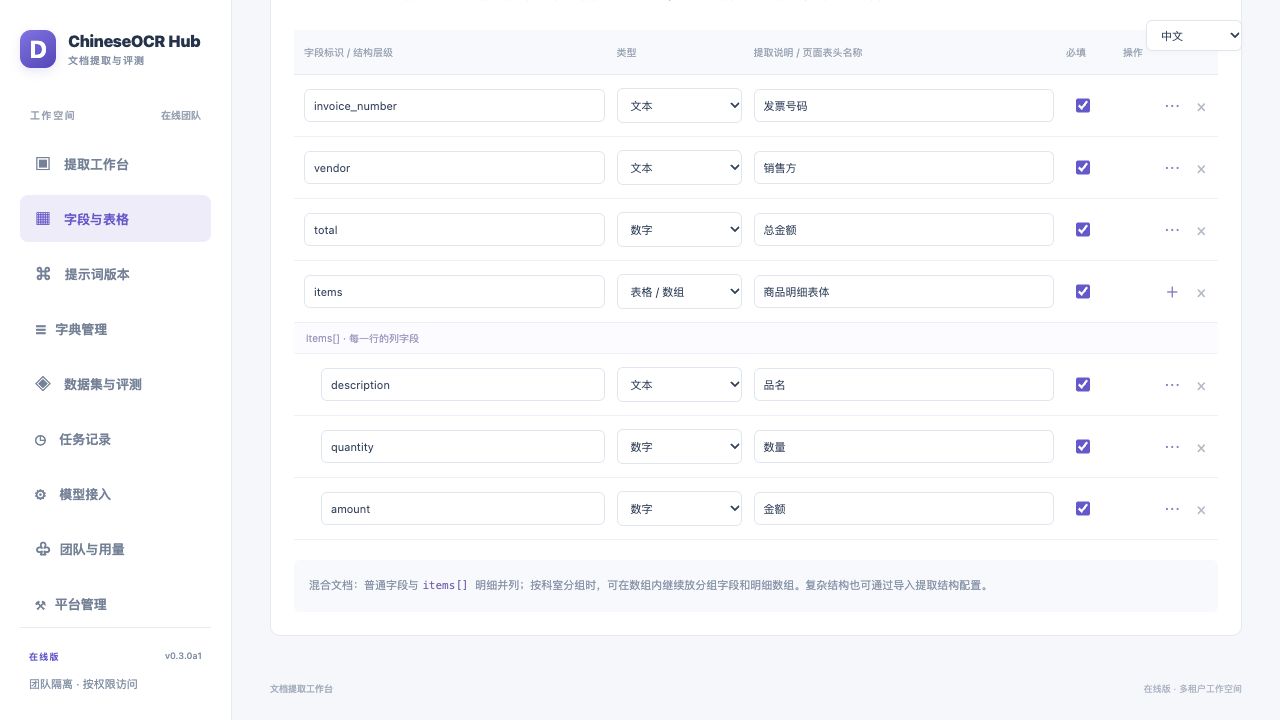 D
ChineseOCR Hub
文档提取与评测
工作空间 在线团队
提取工作台
字段与表格
提示词版本
字典管理
数据集与评测
任务记录
模型接入
团队与用量
平台管理
在线版 v0.3.0a1
团队隔离 · 按权限访问
中文
字段标识 / 结构层级 类型 提取说明 / 页面表头名称 必填 操作
invoice_number 文本 发票号码 ··· ×
vendor 文本 销售方 ··· ×
total 数字 总金额 ··· ×
items 表格 / 数组 商品明细表体 + ×
Items[] · 每一行的列字段
description 文本 品名 ··· ×
quantity 数字 数量 ··· ×
amount 数字 金额 ··· ×
混合文档：普通字段与 items[] 明细并列；按科室分组时，可在数组内继续放分组字段和明细数组。复杂结构也可通过导入提取结构配置。
文档提取工作台 在线版 · 多租户工作空间